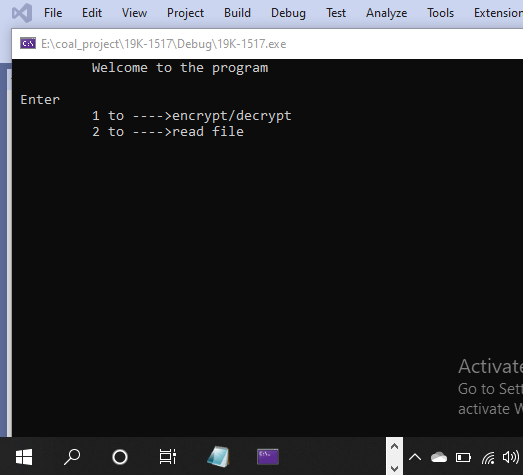 File Edit View Project Build Debug Test Analyze Tools
E:\coal_project\19K-1517\Debug\19K-1517.exe
Welcome to the program
Enter
1 to ---->encrypt/decrypt
2 to ---->read file
Activate
Go to Sett
activate W